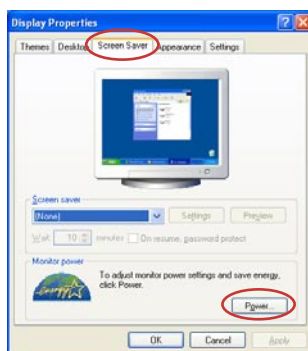 Display Properties
Themes Desktop Screen Saver Appearance Settings
Screen saver
(None) Settings Preview
Wait: 10 minutes On resume, password protect
Monitor power
To adjust monitor power settings and save energy,
click Power.
Power...
OK Cancel Apply